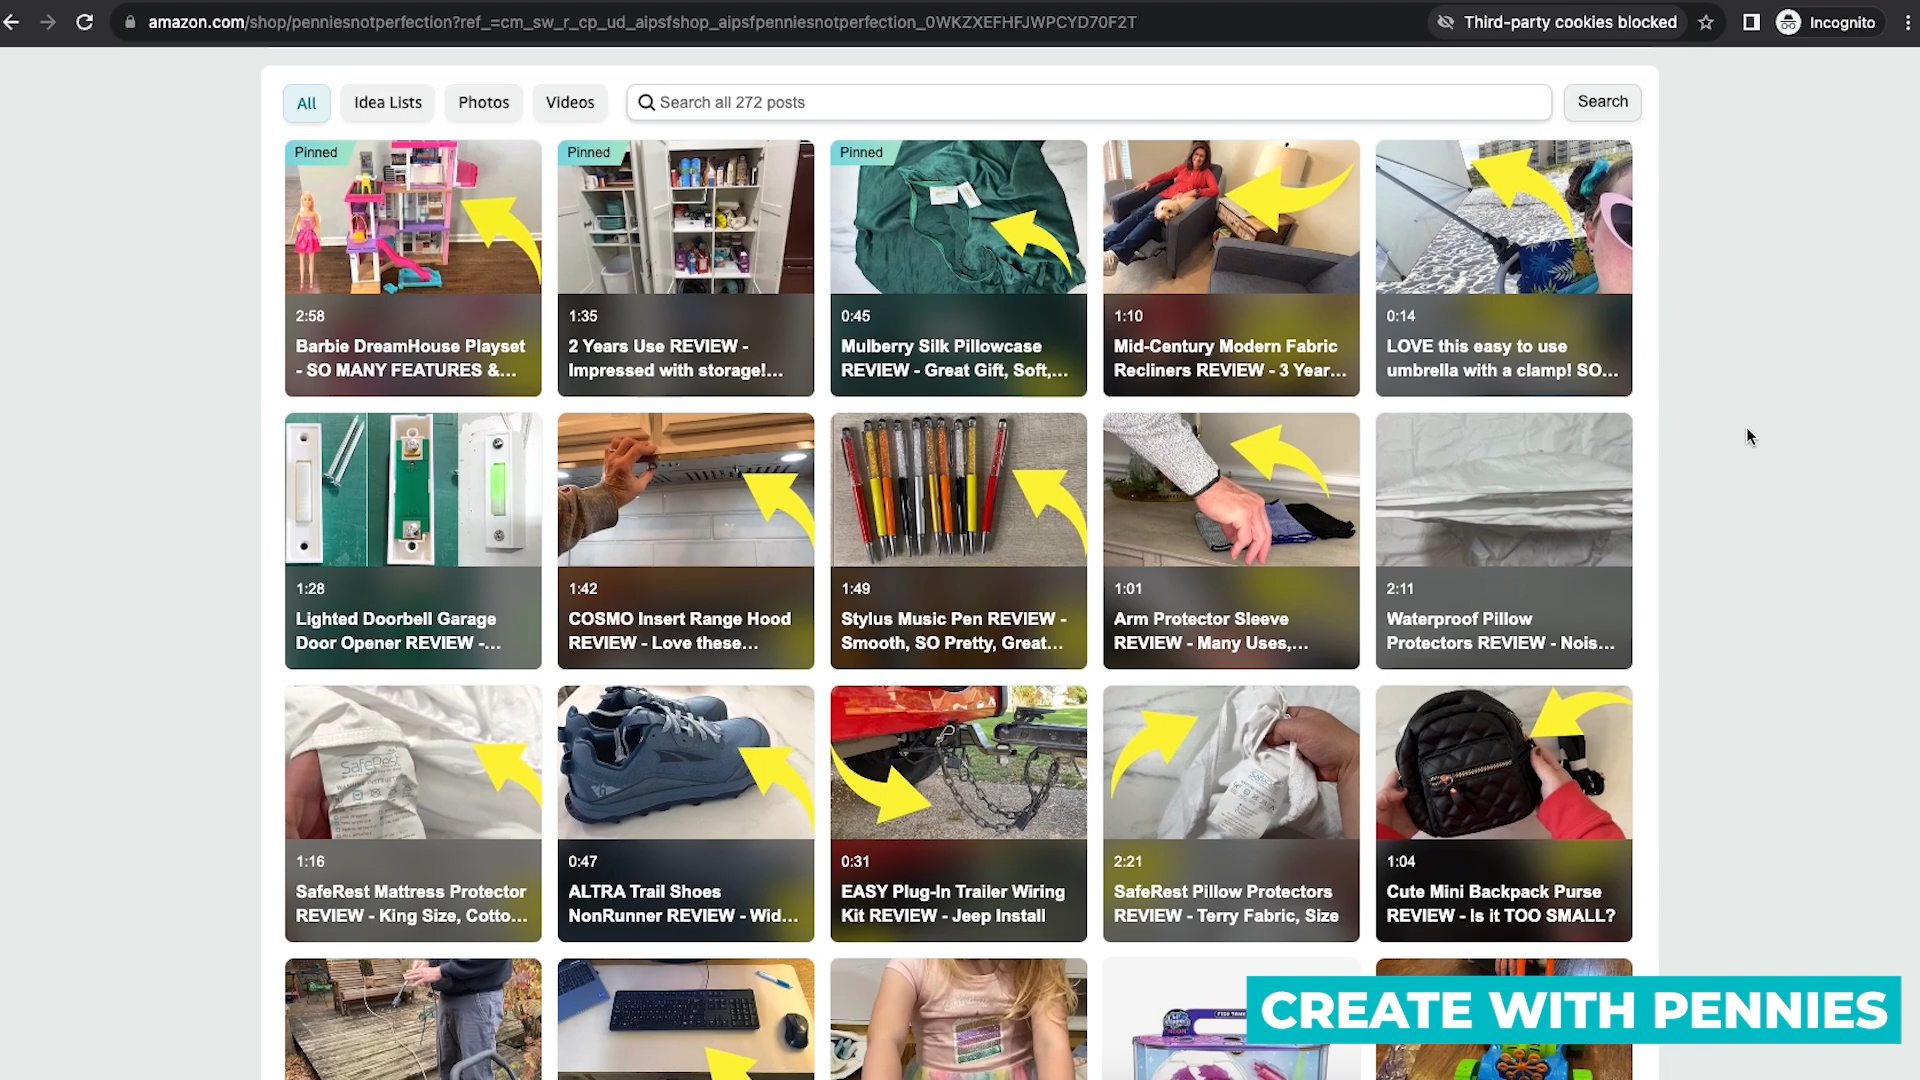 amazon.com/shop/penniesnotperfection?ref_=cm_sw_r_cp_ud_aipsfshop_aipsfpenniesnotperfection_0WKZXEFHFJWPCYD70F2T
Third-party cookies blocked
Incognito
All
Idea Lists
Photos
Videos
Search all 272 posts
Search
Pinned
2:58
Barbie DreamHouse Playset
- SO MANY FEATURES &...
Pinned
1:35
2 Years Use REVIEW -
Impressed with storage!...
Pinned
0:45
Mulberry Silk Pillowcase
REVIEW - Great Gift, Soft,...
1:10
Mid-Century Modern Fabric
Recliners REVIEW - 3 Year...
0:14
LOVE this easy to use
umbrella with a clamp! SO...
1:28
Lighted Doorbell Garage
Door Opener REVIEW -...
1:42
COSMO Insert Range Hood
REVIEW - Love these...
1:49
Stylus Music Pen REVIEW -
Smooth, SO Pretty, Great...
1:01
Arm Protector Sleeve
REVIEW - Many Uses,...
2:11
Waterproof Pillow
Protectors REVIEW - Nois...
SafeRest
1:16
SafeRest Mattress Protector
REVIEW - King Size, Cotto...
0:47
ALTRA Trail Shoes
NonRunner REVIEW - Wid...
0:31
EASY Plug-In Trailer Wiring
Kit REVIEW - Jeep Install
2:21
SafeRest Pillow Protectors
REVIEW - Terry Fabric, Size
1:04
Cute Mini Backpack Purse
REVIEW - Is it TOO SMALL?
CREATE WITH PENNIES